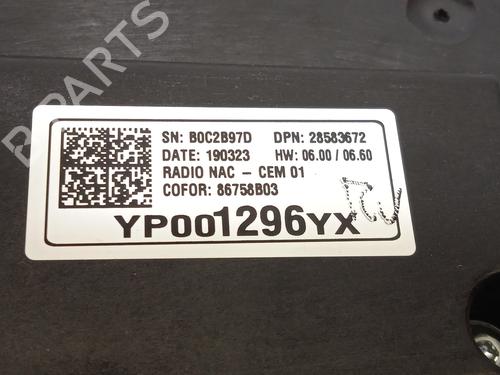 B PARTS
SN: B0C2B97D DPN: 28583672
DATE: 190323 HW: 06.00 / 06.60
RADIO NAC - CEM 01
COFOR: 86758B03
YP001296YX